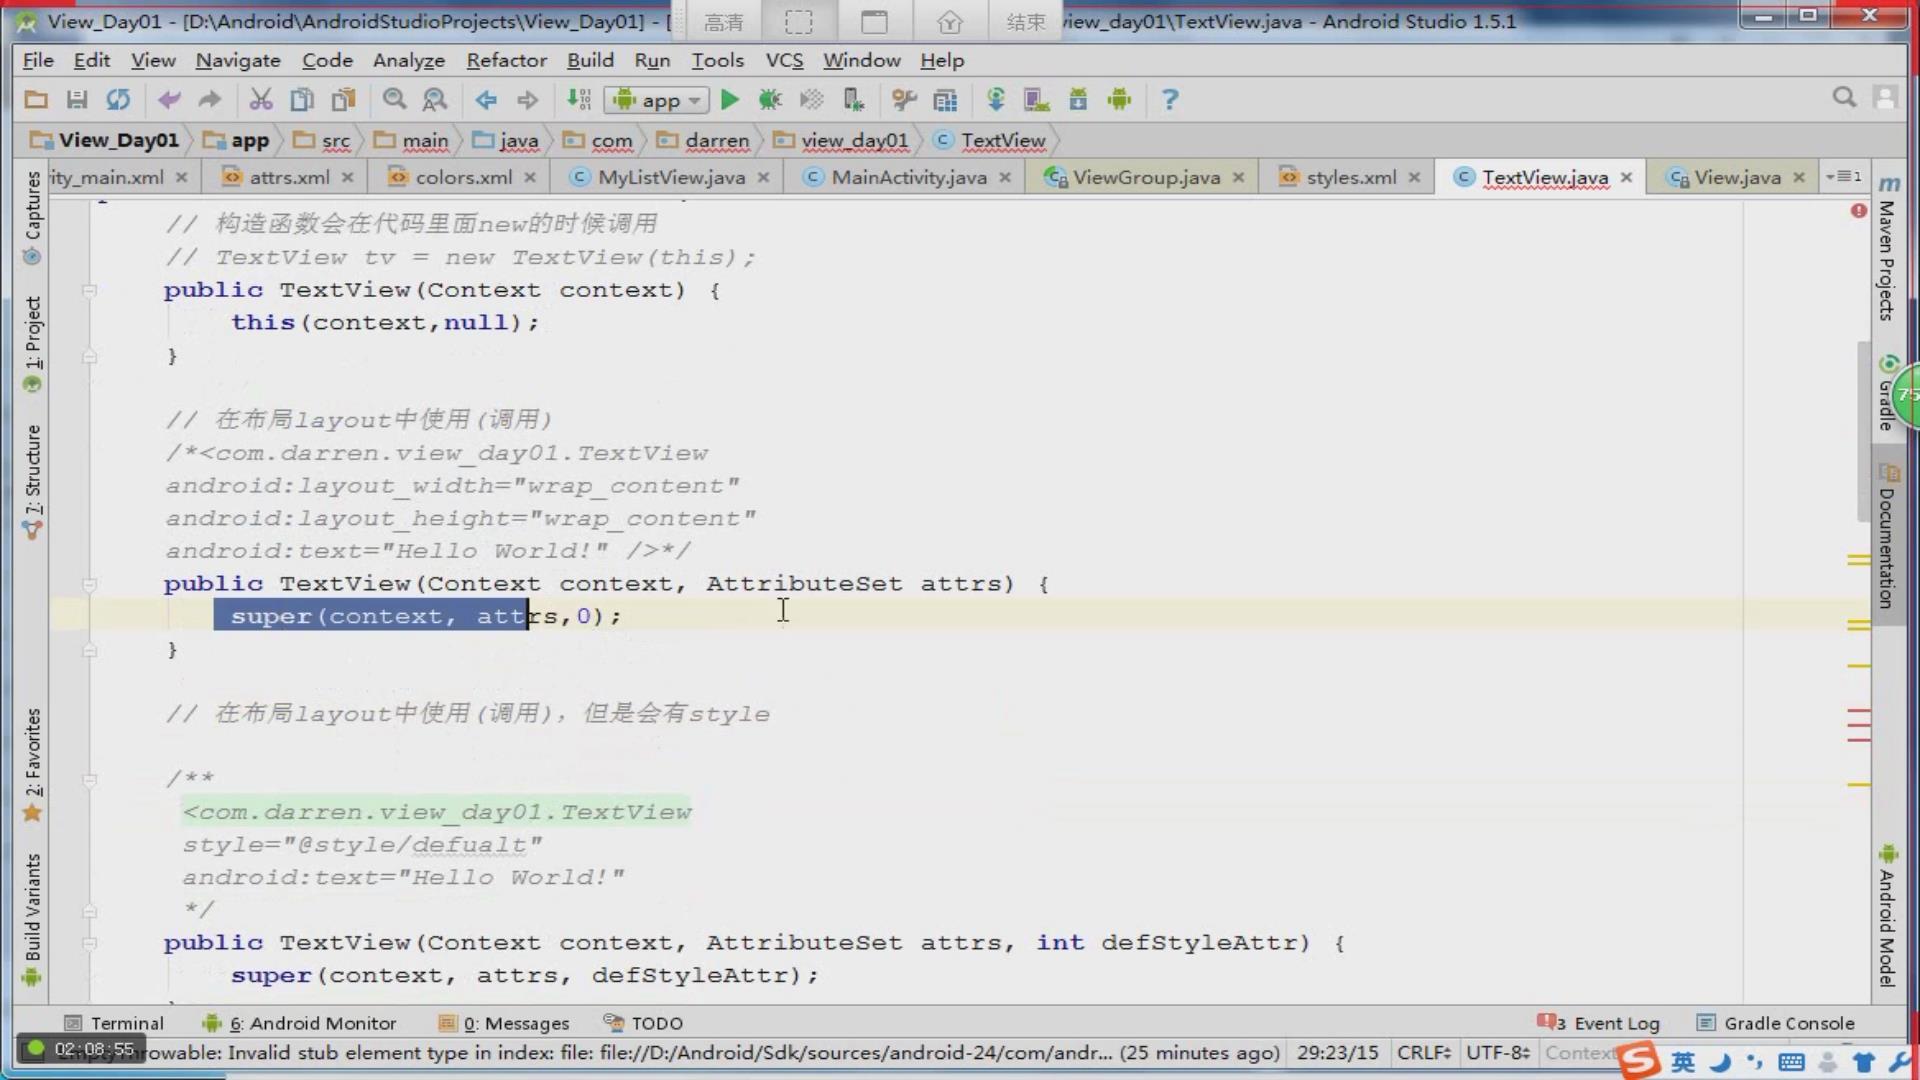 View_Day01 - [D:\Android\AndroidStudioProjects\View_Day01] - [
高清
结束
view_day01\TextView.java - Android Studio 1.5.1
File Edit View Navigate Code Analyze Refactor Build Run Tools VCS Window Help
app
View_Day01 app src main java com darren view_day01 TextView
ity_main.xml attrs.xml colors.xml MyListView.java MainActivity.java ViewGroup.java styles.xml TextView.java View.java
Captures
1: Project
7: Structure
2: Favorites
Build Variants
// 构造函数会在代码里面new的时候调用
// TextView tv = new TextView(this);
public TextView(Context context) {
this(context,null);
}
// 在布局layout中使用(调用)
/*<com.darren.view_day01.TextView
android:layout_width="wrap_content"
android:layout_height="wrap_content"
android:text="Hello World!" />*/
public TextView(Context context, AttributeSet attrs) {
super(context, attrs,0);
}
// 在布局layout中使用(调用)，但是会有style
/**
<com.darren.view_day01.TextView
style="@style/defualt"
android:text="Hello World!"
*/
public TextView(Context context, AttributeSet attrs, int defStyleAttr) {
super(context, attrs, defStyleAttr);
m
Maven Projects
Gradle
75
Documentation
Android Model
Terminal 6: Android Monitor 0: Messages TODO
3 Event Log Gradle Console
02:08:55
Throwable: Invalid stub element type in index: file: file://D:/Android/Sdk/sources/android-24/com/andr... (25 minutes ago) 29:23/15 CRLF UTF-8 Context
英